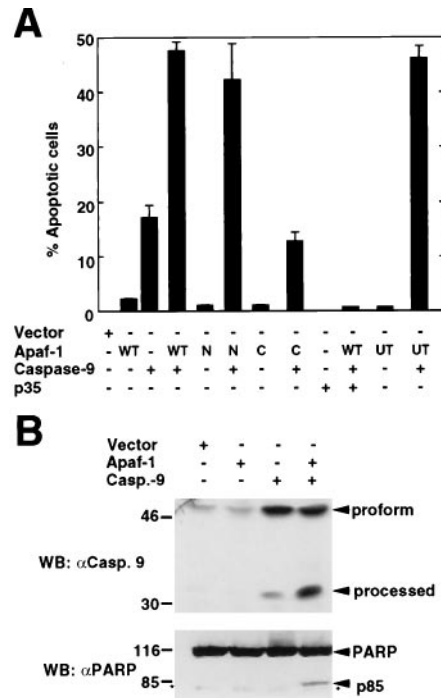 A
% Apoptotic cells
50
40
30
20
10
0
Vector + - - - - - - - - - - -
Apaf-1 - WT - WT N N C C - WT UT UT
Caspase-9 - - + + - + - + - + - +
p35 - - - - - - - - + + - -
B
Vector + - - -
Apaf-1 - + - +
Casp.-9 - - + +
46
proform
WB: αCasp. 9
processed
30
116
PARP
WB: αPARP
85
p85